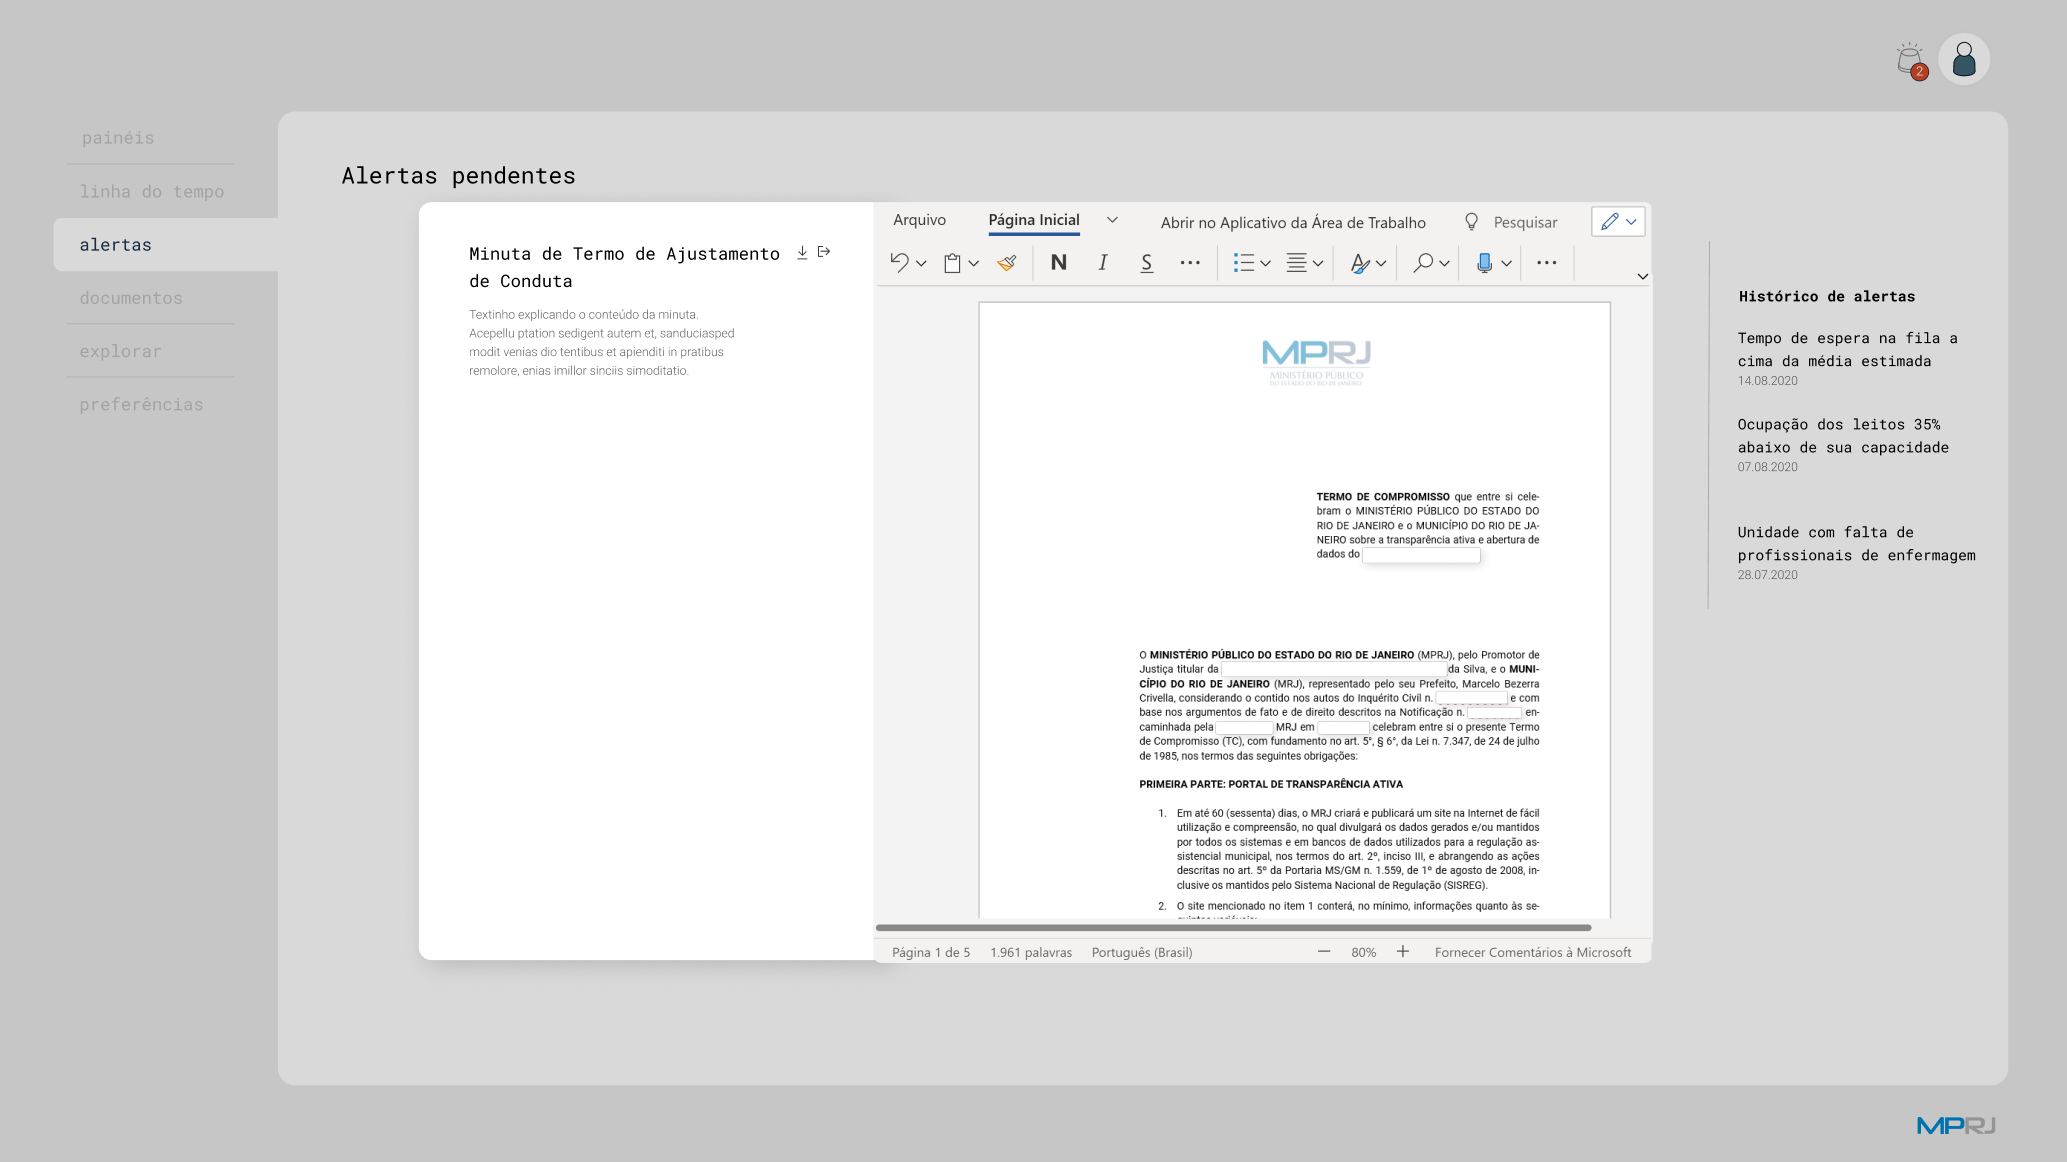 2
painéis
linha do tempo
alertas
documentos
explorar
preferências
Alertas pendentes
Minuta de Termo de Ajustamento
de Conduta
Textinho explicando o conteúdo da minuta.
Acepellu ptation sedigent autem et, sanduciasped
modit venias dio tentibus et apienditi in pratibus
remolore, enias imillor sinciis simoditatio.
Arquivo Página Inicial Abrir no Aplicativo da Área de Trabalho Pesquisar
N I S ... ...
MPRJ
MINISTÉRIO PÚBLICO
DO ESTADO DO RIO DE JANEIRO
TERMO DE COMPROMISSO que entre si cele-
bram o MINISTÉRIO PÚBLICO DO ESTADO DO
RIO DE JANEIRO e o MUNICÍPIO DO RIO DE JA-
NEIRO sobre a transparência ativa e abertura de
dados do
O MINISTÉRIO PÚBLICO DO ESTADO DO RIO DE JANEIRO (MPRJ), pelo Promotor de
Justiça titular da da Silva, e o MUNI-
CÍPIO DO RIO DE JANEIRO (MRJ), representado pelo seu Prefeito, Marcelo Bezerra
Crivella, considerando o contido nos autos do Inquérito Civil n. e com
base nos argumentos de fato e de direito descritos na Notificação n. en-
caminhada pela MRJ em celebram entre si o presente Termo
de Compromisso (TC), com fundamento no art. 5°, § 6°, da Lei n. 7.347, de 24 de julho
de 1985, nos termos das seguintes obrigações:
PRIMEIRA PARTE: PORTAL DE TRANSPARÊNCIA ATIVA
1. Em até 60 (sessenta) dias, o MRJ criará e publicará um site na Internet de fácil
utilização e compreensão, no qual divulgará os dados gerados e/ou mantidos
por todos os sistemas e em bancos de dados utilizados para a regulação as-
sistencial municipal, nos termos do art. 2º, inciso III, e abrangendo as ações
descritas no art. 5º da Portaria MS/GM n. 1.559, de 1º de agosto de 2008, in-
clusive os mantidos pelo Sistema Nacional de Regulação (SISREG).
2. O site mencionado no item 1 conterá, no mínimo, informações quanto às se-
Página 1 de 5 1.961 palavras Português (Brasil) — 80% + Fornecer Comentários à Microsoft
Histórico de alertas
Tempo de espera na fila a
cima da média estimada
14.08.2020
Ocupação dos leitos 35%
abaixo de sua capacidade
07.08.2020
Unidade com falta de
profissionais de enfermagem
28.07.2020
MPRJ